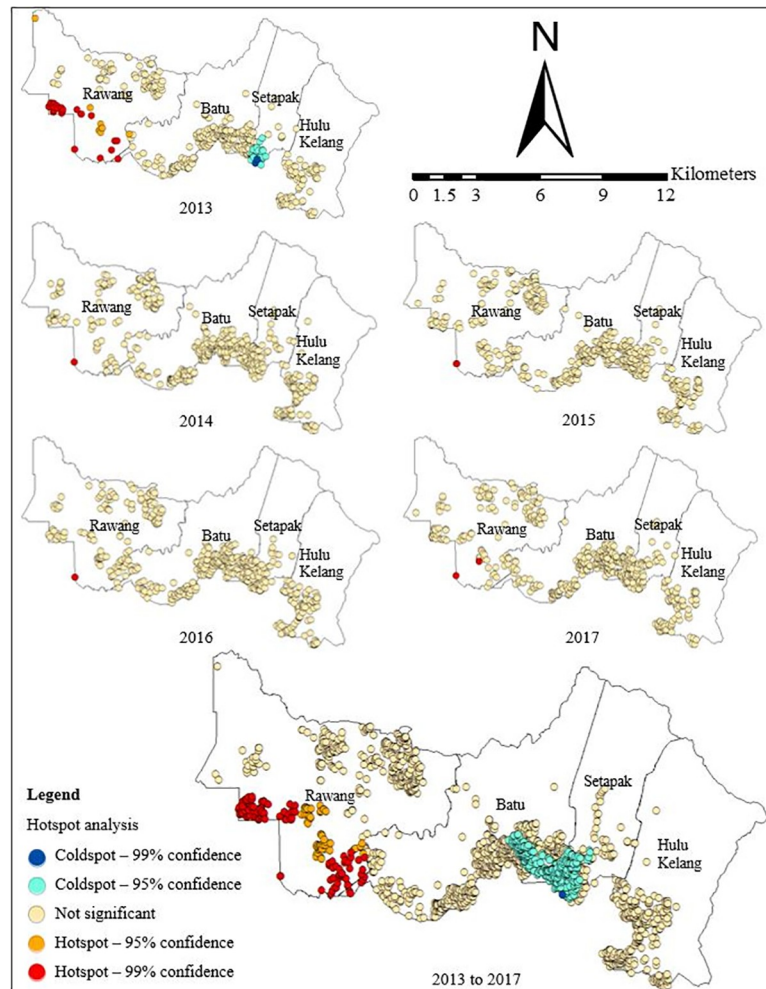 N
Rawang
Batu
Setapak
Hulu
Kelang
Kilometers
0 1.5 3 6 9 12
2013
Rawang
Batu
Setapak
Hulu
Kelang
2014
Rawang
Batu
Setapak
Hulu
Kelang
2015
Rawang
Batu
Setapak
Hulu
Kelang
2016
Rawang
Batu
Setapak
Hulu
Kelang
2017
Rawang
Batu
Setapak
Hulu
Kelang
Legend
Hotspot analysis
Coldspot – 99% confidence
Coldspot – 95% confidence
Not significant
Hotspot – 95% confidence
Hotspot – 99% confidence
2013 to 2017